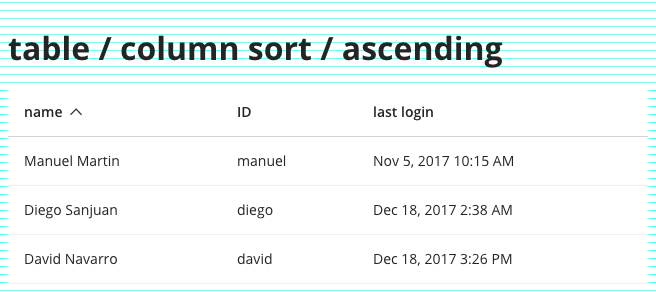 table / column sort / ascending
name ID last login
Manuel Martin manuel Nov 5, 2017 10:15 AM
Diego Sanjuan diego Dec 18, 2017 2:38 AM
David Navarro david Dec 18, 2017 3:26 PM